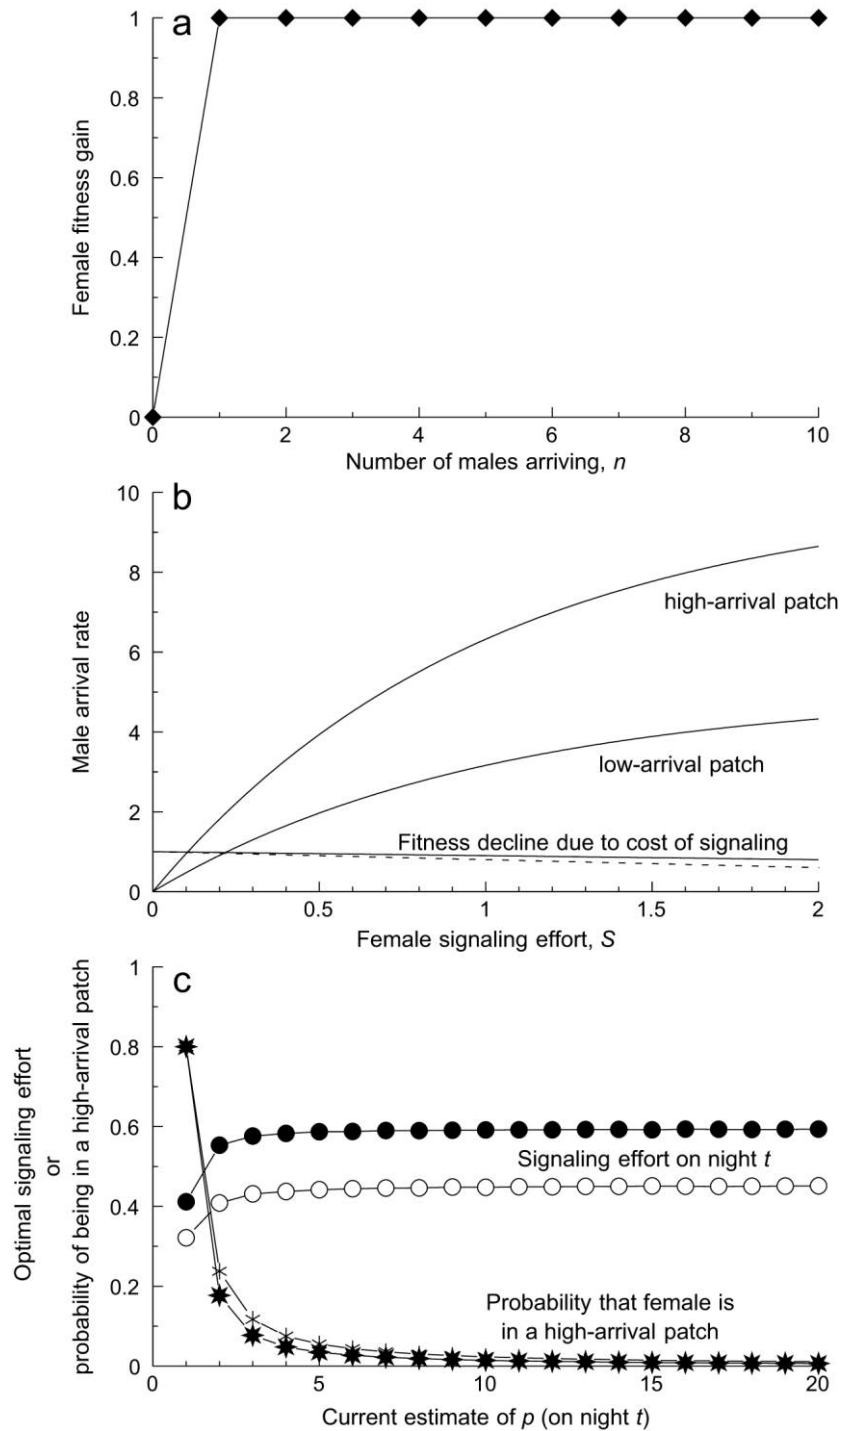 a
1
0.8
0.6
0.4
0.2
0
Female fitness gain
0 2 4 6 8 10
Number of males arriving, n
b
10
8
6
4
2
0
Male arrival rate
high-arrival patch
low-arrival patch
Fitness decline due to cost of signaling
0 0.5 1 1.5 2
Female signaling effort, S
c
1
0.8
0.6
0.4
0.2
0
Optimal signaling effort
or
probability of being in a high-arrival patch
Signaling effort on night t
Probability that female is
in a high-arrival patch
0 5 10 15 20
Current estimate of p (on night t)